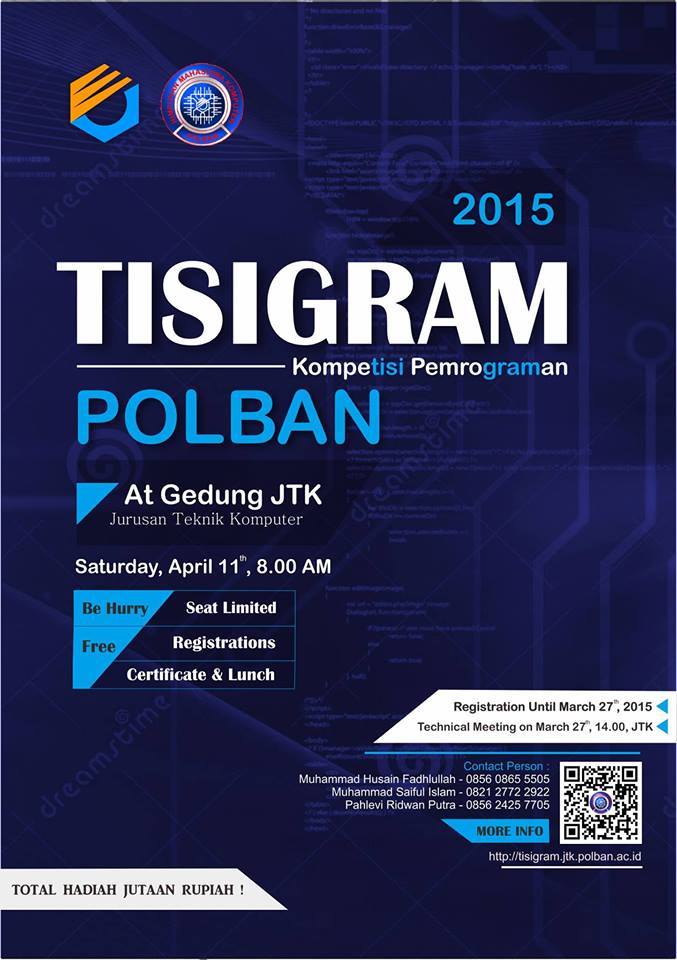 2015
TISIGRAM
Kompetisi Pemrograman
POLBAN
At Gedung JTK
Jurusan Teknik Komputer
Saturday, April 11th, 8.00 AM
Be Hurry Seat Limited
Free Registrations
Certificate & Lunch
Registration Until March 27th, 2015
Technical Meeting on March 27th, 14.00, JTK
Contact Person :
Muhammad Husain Fadhlullah - 0856 0865 5505
Muhammad Saiful Islam - 0821 2772 2922
Pahlevi Ridwan Putra - 0856 2425 7705
MORE INFO
http://tisigram.jtk.polban.ac.id
TOTAL HADIAH JUTAAN RUPIAH !
dreamstime
dreamstime
dreamstime